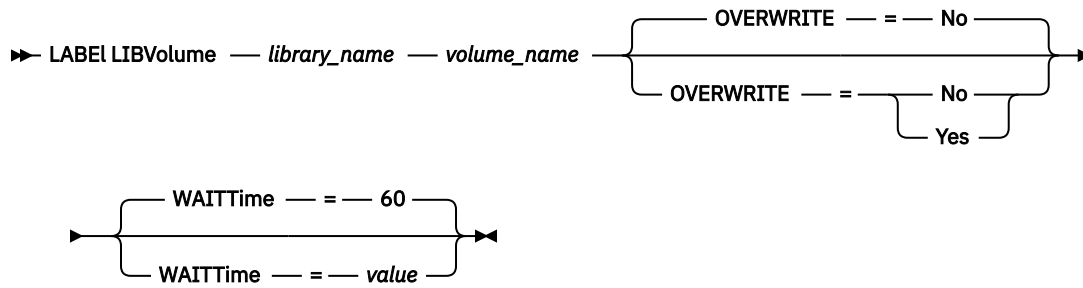 OVERWRITE = No
LABEl LIBVolume library_name volume_name
OVERWRITE = No
Yes
WAITTime = 60
WAITTime = value